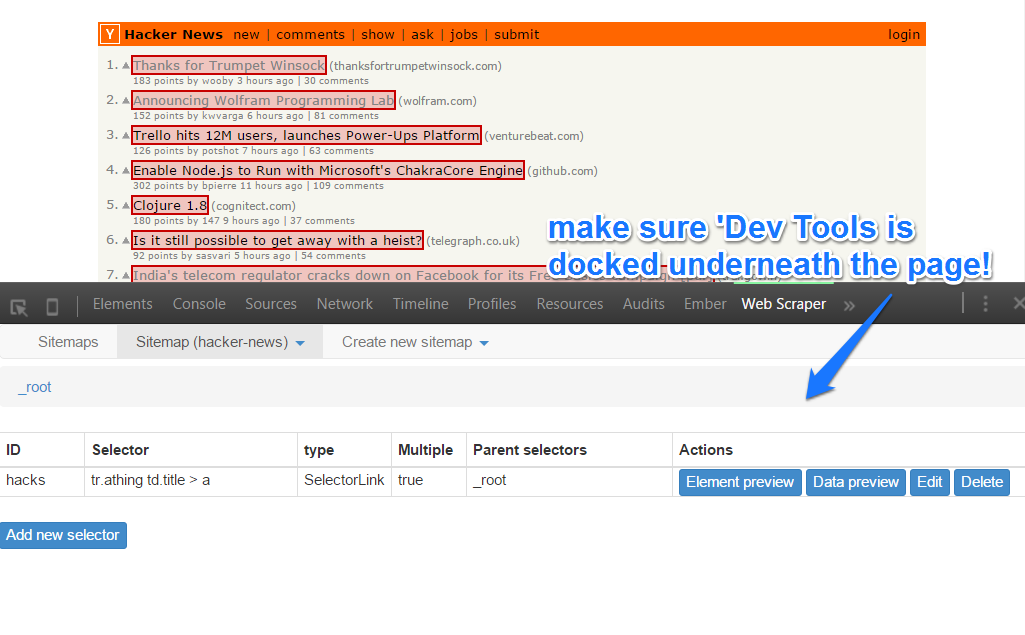 Y Hacker News new | comments | show | ask | jobs | submit login
1. Thanks for Trumpet Winsock (thanksfortrumpetwinsock.com)
183 points by wooby 3 hours ago | 30 comments
2. Announcing Wolfram Programming Lab (wolfram.com)
152 points by kwvarga 6 hours ago | 81 comments
3. Trello hits 12M users, launches Power-Ups Platform (venturebeat.com)
126 points by potshot 7 hours ago | 63 comments
4. Enable Node.js to Run with Microsoft's ChakraCore Engine (github.com)
302 points by bpierre 11 hours ago | 109 comments
5. Clojure 1.8 (cognitect.com)
180 points by 147 9 hours ago | 37 comments
6. Is it still possible to get away with a heist? (telegraph.co.uk)
92 points by sasvari 5 hours ago | 54 comments
7. India's telecom regulator cracks down on Facebook for its Free
make sure 'Dev Tools is
docked underneath the page!
Elements Console Sources Network Timeline Profiles Resources Audits Ember Web Scraper »
Sitemaps Sitemap (hacker-news) Create new sitemap
_root
ID Selector type Multiple Parent selectors Actions
hacks tr.athing td.title > a SelectorLink true _root Element preview Data preview Edit Delete
Add new selector